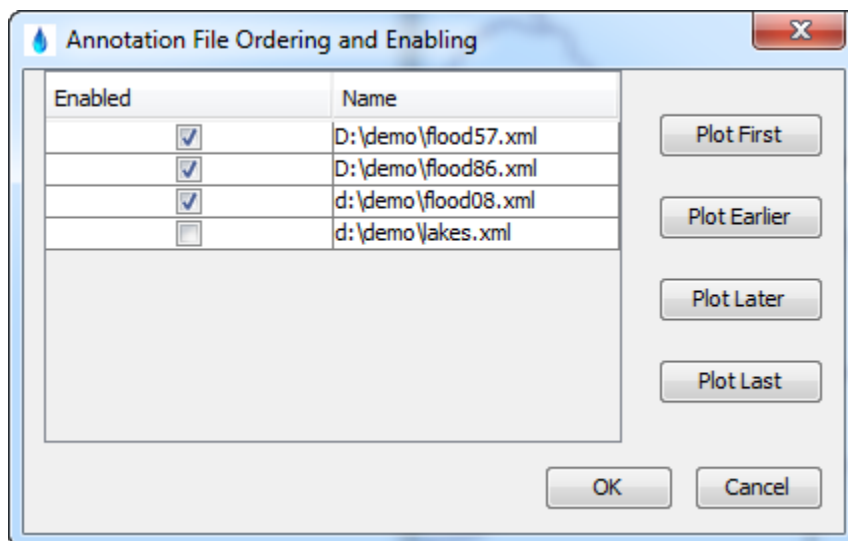 Annotation File Ordering and Enabling
Enabled Name
D:\demo\flood57.xml
D:\demo\flood86.xml
d:\demo\flood08.xml
d:\demo\lakes.xml
Plot First
Plot Earlier
Plot Later
Plot Last
OK Cancel